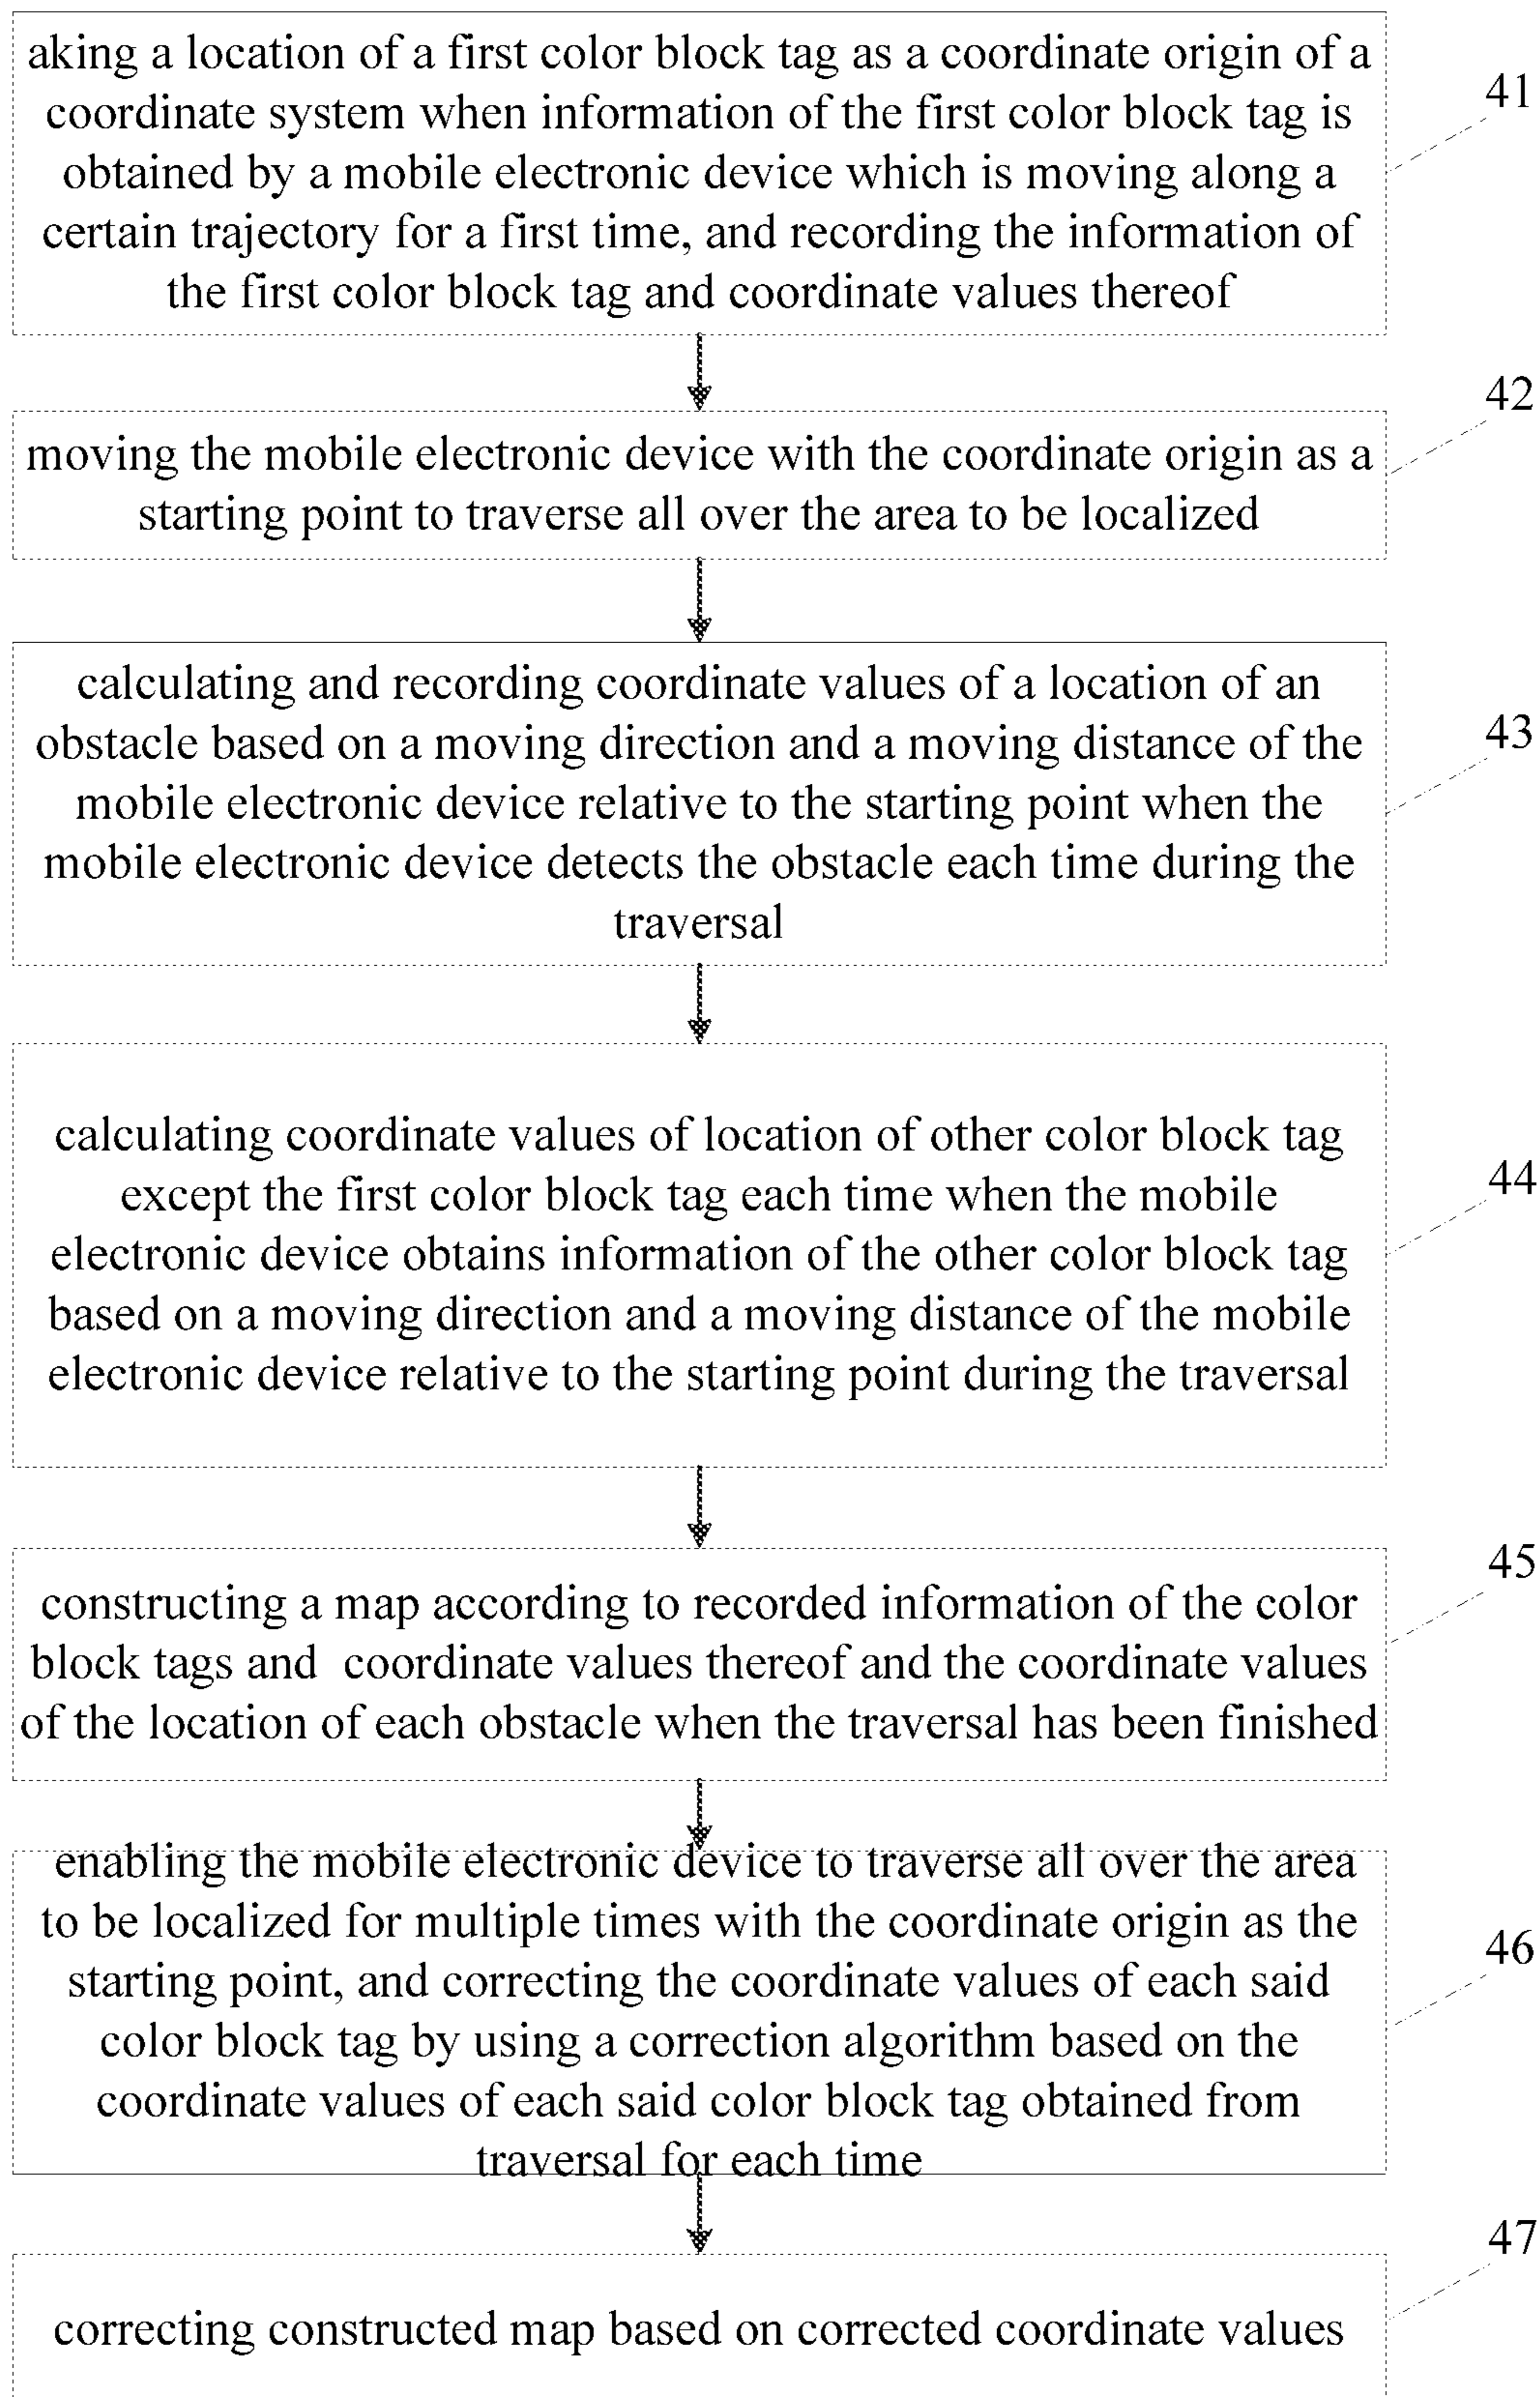 aking a location of a first color block tag as a coordinate origin of a
coordinate system when information of the first color block tag is
obtained by a mobile electronic device which is moving along a
certain trajectory for a first time, and recording the information of
the first color block tag and coordinate values thereof
41
moving the mobile electronic device with the coordinate origin as a
starting point to traverse all over the area to be localized
42
calculating and recording coordinate values of a location of an
obstacle based on a moving direction and a moving distance of the
mobile electronic device relative to the starting point when the
mobile electronic device detects the obstacle each time during the
traversal
43
calculating coordinate values of location of other color block tag
except the first color block tag each time when the mobile
electronic device obtains information of the other color block tag
based on a moving direction and a moving distance of the mobile
electronic device relative to the starting point during the traversal
44
constructing a map according to recorded information of the color
block tags and  coordinate values thereof and the coordinate values
of the location of each obstacle when the traversal has been finished
45
enabling the mobile electronic device to traverse all over the area
to be localized for multiple times with the coordinate origin as the
starting point, and correcting the coordinate values of each said
color block tag by using a correction algorithm based on the
coordinate values of each said color block tag obtained from
traversal for each time
46
correcting constructed map based on corrected coordinate values
47